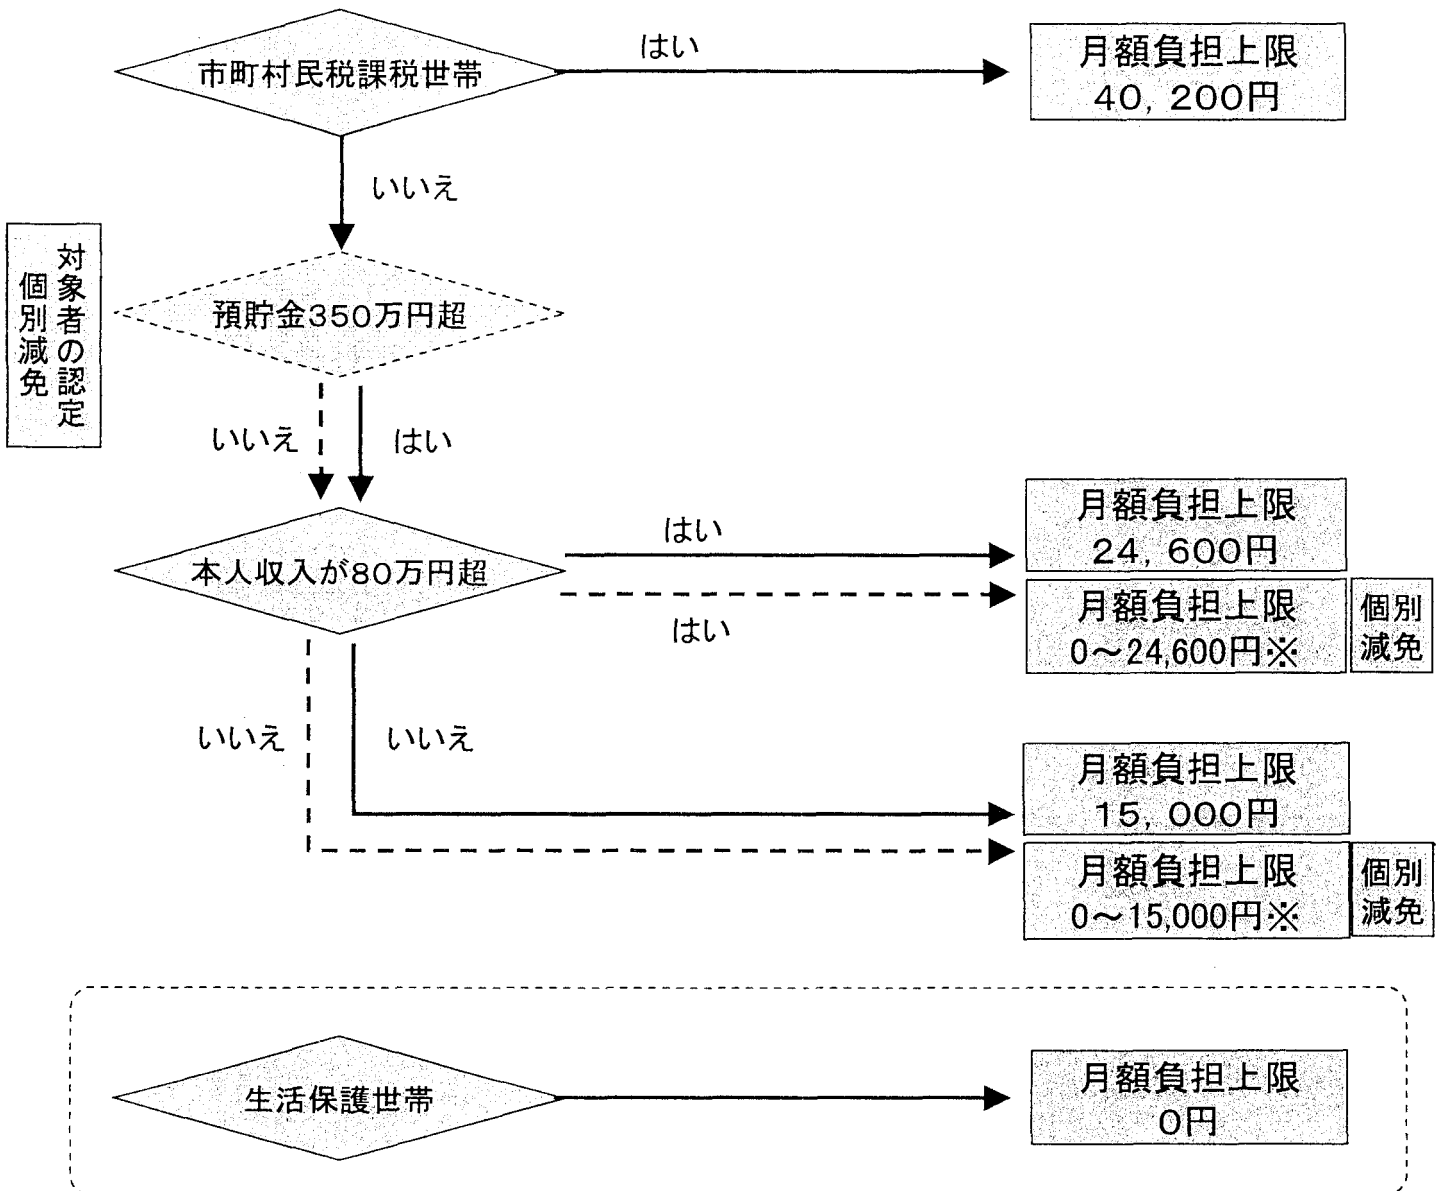 市町村民税課税世帯
はい
月額負担上限
40,200円
いいえ
対象者の認定
個別減免
預貯金350万円超
いいえ
はい
本人収入が80万円超
はい
月額負担上限
24,600円
はい
月額負担上限
0～24,600円※
個別
減免
いいえ
いいえ
月額負担上限
15,000円
月額負担上限
0～15,000円※
個別
減免
生活保護世帯
月額負担上限
0円